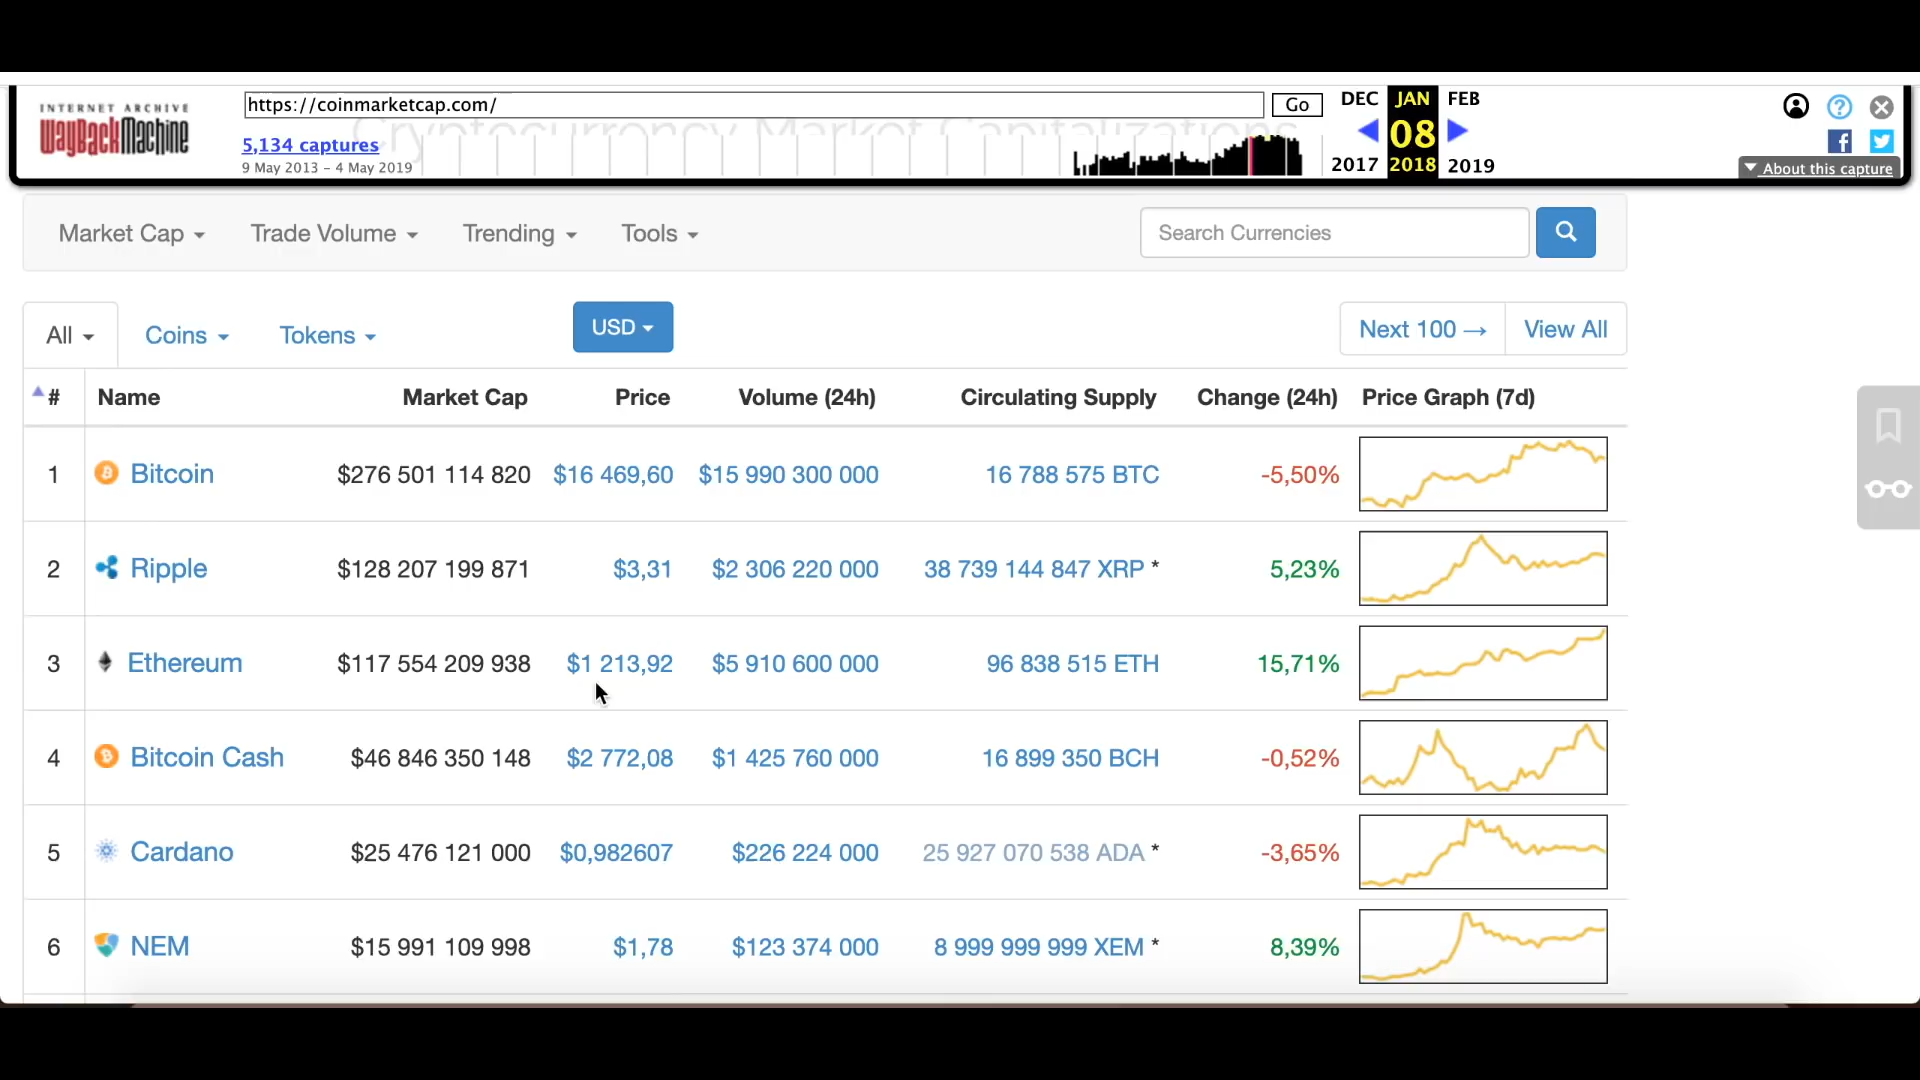 INTERNET ARCHIVE
WayBackMachine
https://coinmarketcap.com/
Go
DEC JAN FEB
Cryptocurrency Market Capitalizations
5,134 captures
08
9 May 2013 – 4 May 2019
2017 2018 2019
About this capture
Market Cap Trade Volume Trending Tools
Search Currencies
All Coins Tokens USD Next 100 → View All
# Name Market Cap Price Volume (24h) Circulating Supply Change (24h) Price Graph (7d)
1 Bitcoin $276 501 114 820 $16 469,60 $15 990 300 000 16 788 575 BTC -5,50%
2 Ripple $128 207 199 871 $3,31 $2 306 220 000 38 739 144 847 XRP * 5,23%
3 Ethereum $117 554 209 938 $1 213,92 $5 910 600 000 96 838 515 ETH 15,71%
4 Bitcoin Cash $46 846 350 148 $2 772,08 $1 425 760 000 16 899 350 BCH -0,52%
5 Cardano $25 476 121 000 $0,982607 $226 224 000 25 927 070 538 ADA * -3,65%
6 NEM $15 991 109 998 $1,78 $123 374 000 8 999 999 999 XEM * 8,39%